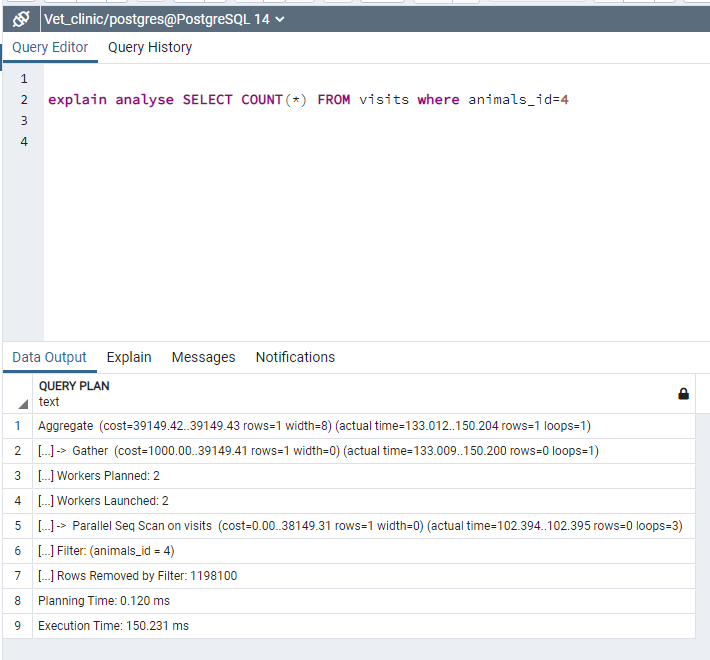 Vet_clinic/postgres@PostgreSQL 14
Query Editor Query History
1
2 explain analyse SELECT COUNT(*) FROM visits where animals_id=4
3
4
Data Output Explain Messages Notifications
QUERY PLAN
text
1 Aggregate (cost=39149.42..39149.43 rows=1 width=8) (actual time=133.012..150.204 rows=1 loops=1)
2 [...] -> Gather (cost=1000.00..39149.41 rows=1 width=0) (actual time=133.009..150.200 rows=0 loops=1)
3 [...] Workers Planned: 2
4 [...] Workers Launched: 2
5 [...] -> Parallel Seq Scan on visits (cost=0.00..38149.31 rows=1 width=0) (actual time=102.394..102.395 rows=0 loops=3)
6 [...] Filter: (animals_id = 4)
7 [...] Rows Removed by Filter: 1198100
8 Planning Time: 0.120 ms
9 Execution Time: 150.231 ms